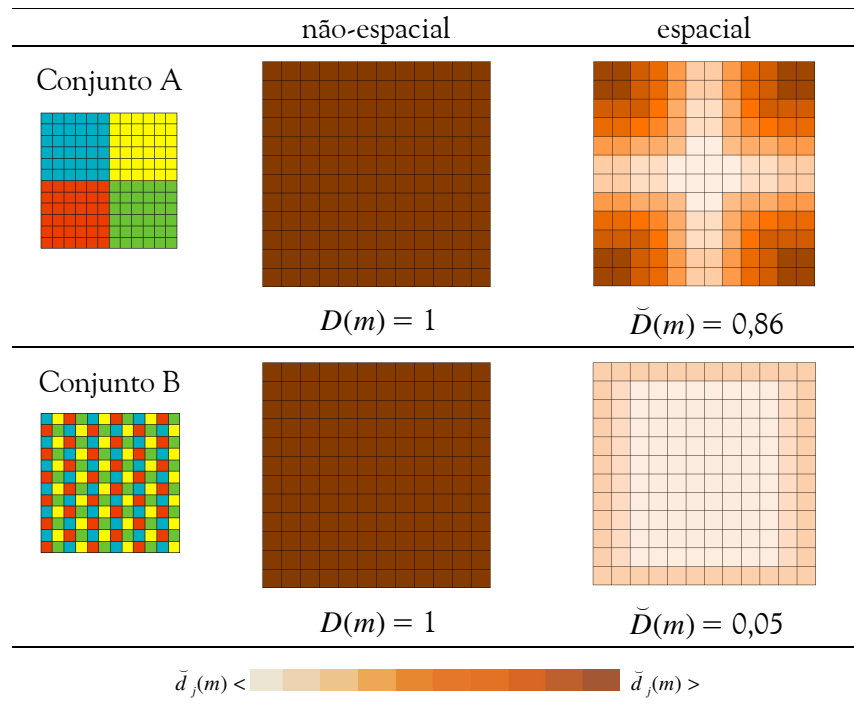 não-espacial espacial
Conjunto A
D(m) = 1 D̆(m) = 0,86
Conjunto B
D(m) = 1 D̆(m) = 0,05
d̆ j(m) < d̆ j(m) >